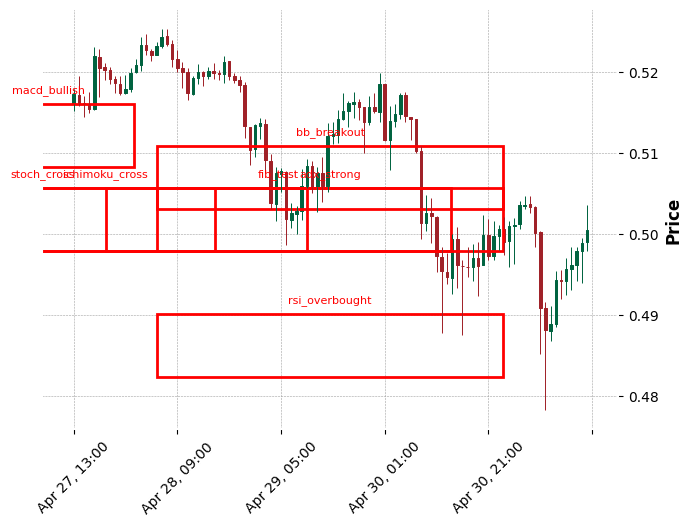 0.52
macd_bullish
bb_breakout
0.51
stoch_cross
ichimoku_cross
fib_test
0.50
Price
rsi_overbought
0.49
0.48
Apr 27, 13:00
Apr 28, 09:00
Apr 29, 05:00
Apr 30, 01:00
Apr 30, 21:00